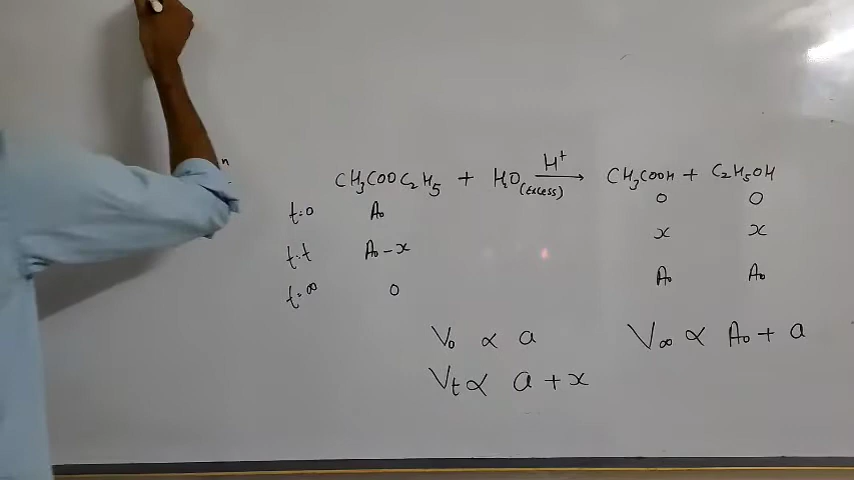 n
CH₃COOC₂H₅ + H₂O (Excess) H⁺ → CH₃COOH + C₂H₅OH
t=0 A₀ 0 0
t=t A₀-x x x
t=∞ 0 A₀ A₀
V₀ ∝ a V∞ ∝ A₀ + a
Vt ∝ a + x